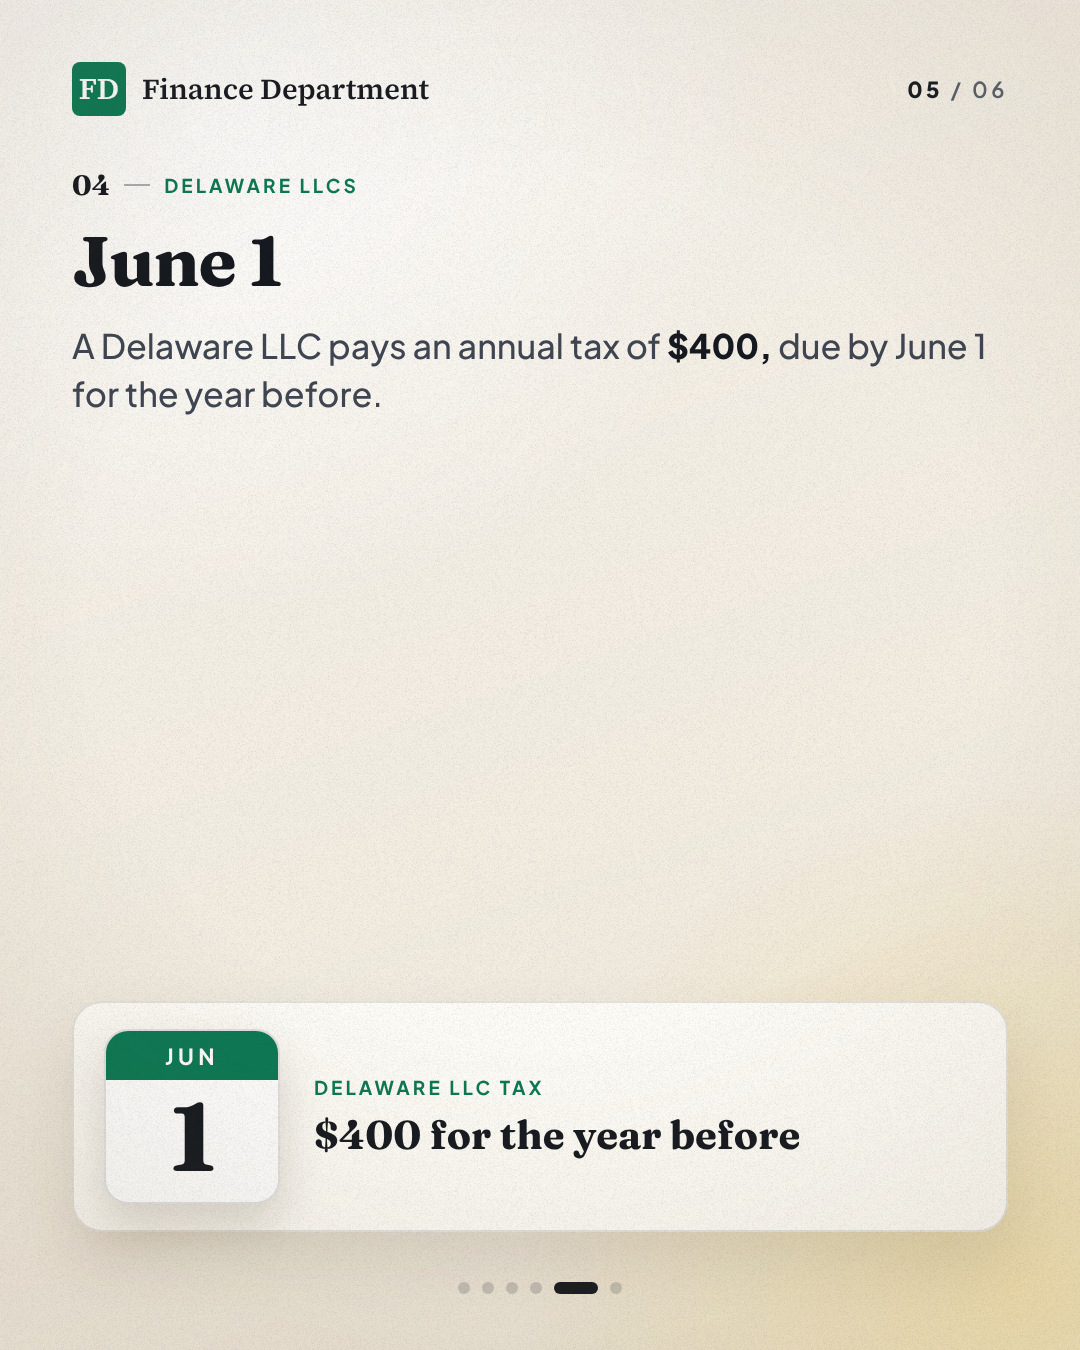 FD Finance Department
05 / 06
04 — DELAWARE LLCS
June 1
A Delaware LLC pays an annual tax of $400, due by June 1
for the year before.
JUN
1
DELAWARE LLC TAX
$400 for the year before